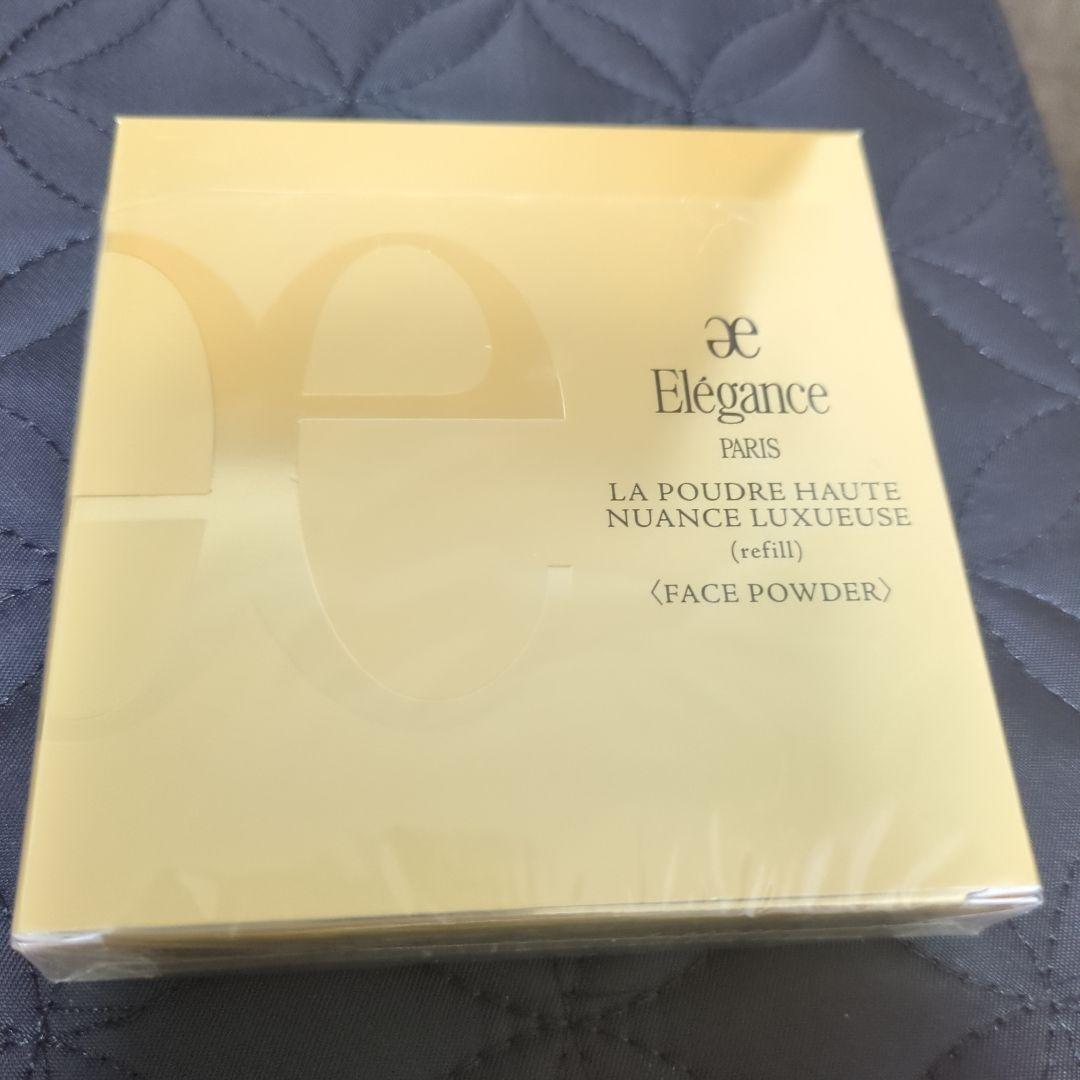 Elégance
PARIS
LA POUDRE HAUTE
NUANCE LUXUEUSE
(refill)
〈FACE POWDER〉